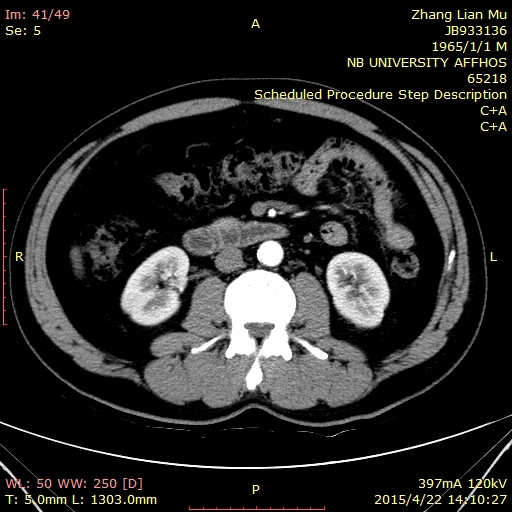 Im: 41/49
Se: 5
A
Zhang Lian Mu
JB933136
1965/1/1 M
NB UNIVERSITY AFFHOS
65218
Scheduled Procedure Step Description
C+A
C+A
R
L
WL: 50 WW: 250 [D]
T: 5.0mm L: 1303.0mm
P
397mA 120kV
2015/4/22 14:10:27